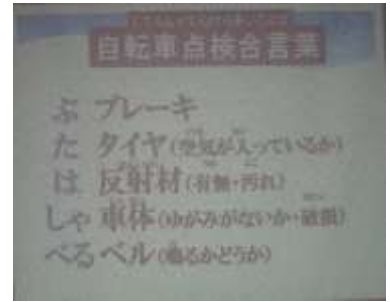 自転車点検合言葉
ぶ ブレーキ
た タイヤ(空気が入っているか)
は 反射材(有無・汚れ)
しゃ 車体(ゆがみがないか・破損)
べる ベル(鳴るかどうか)